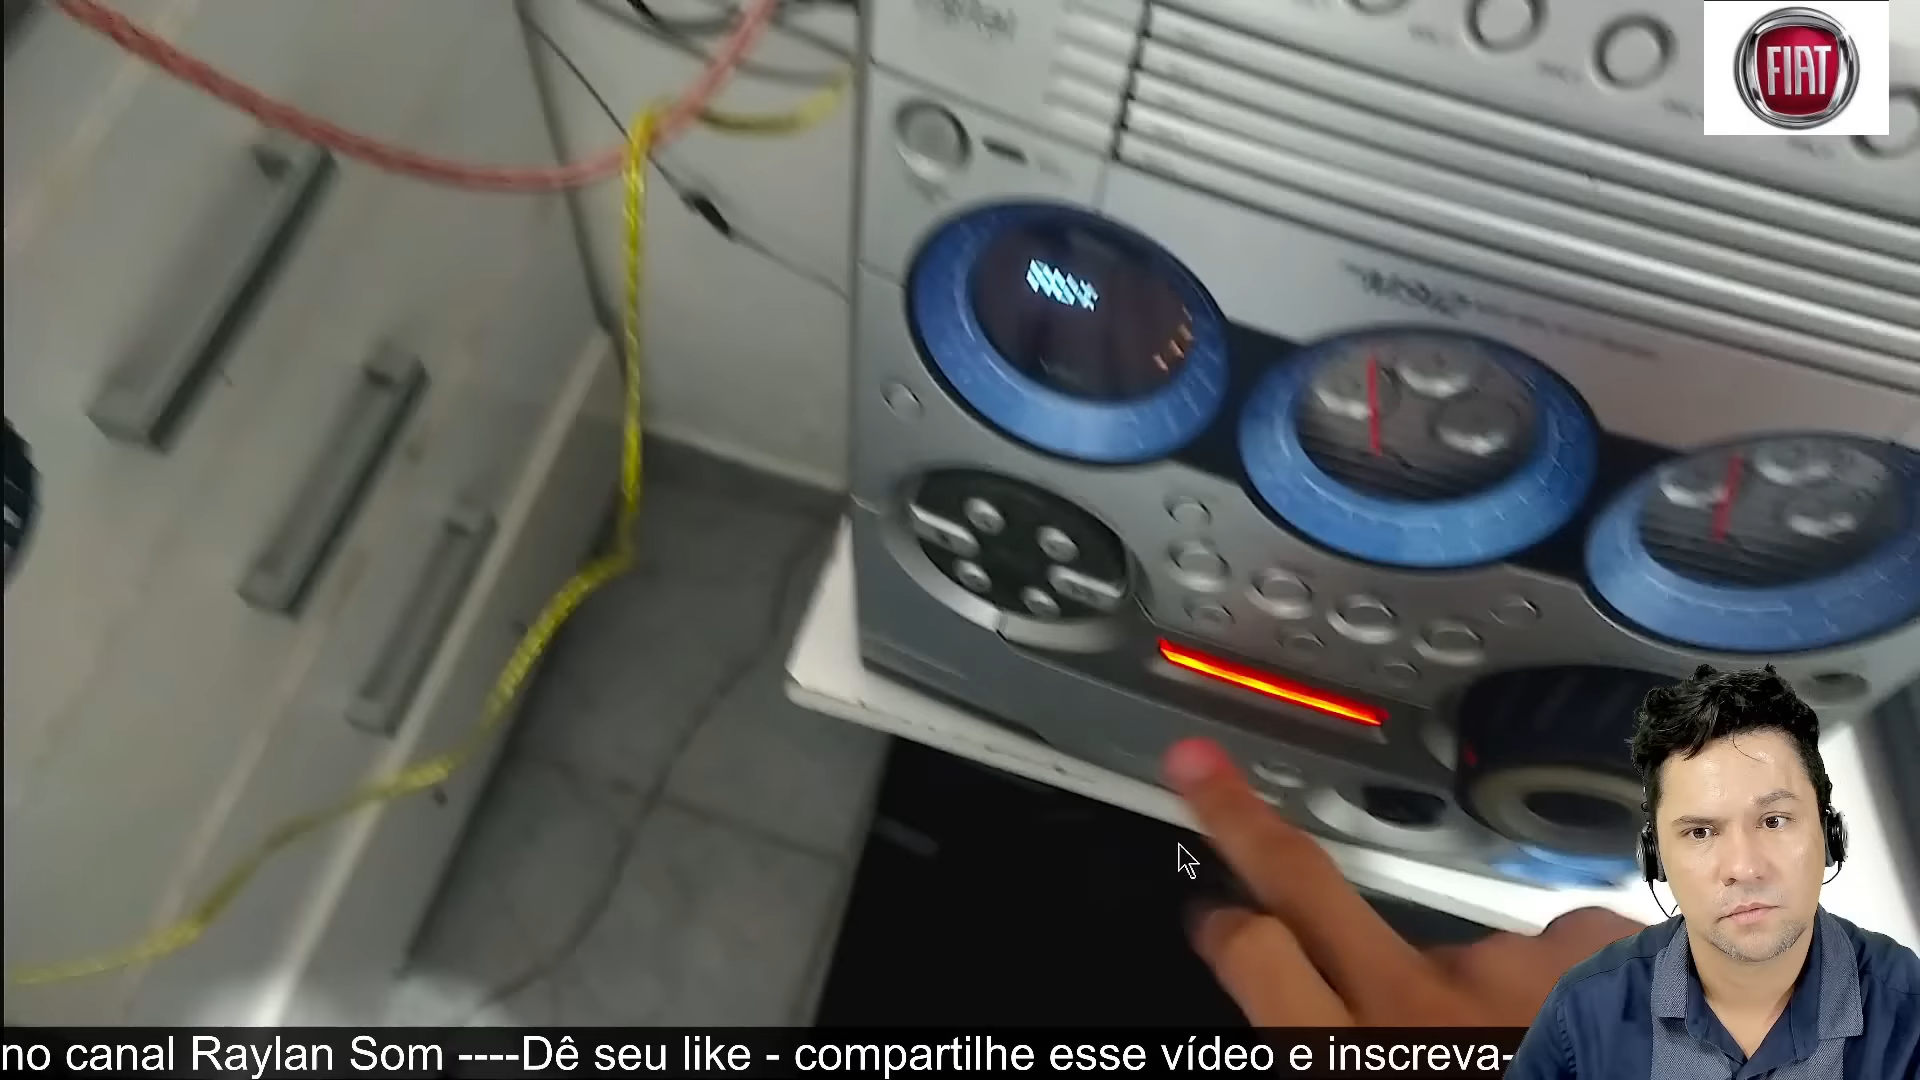 FIAT
no canal Raylan Som ----Dê seu like - compartilhe esse vídeo e inscreva-